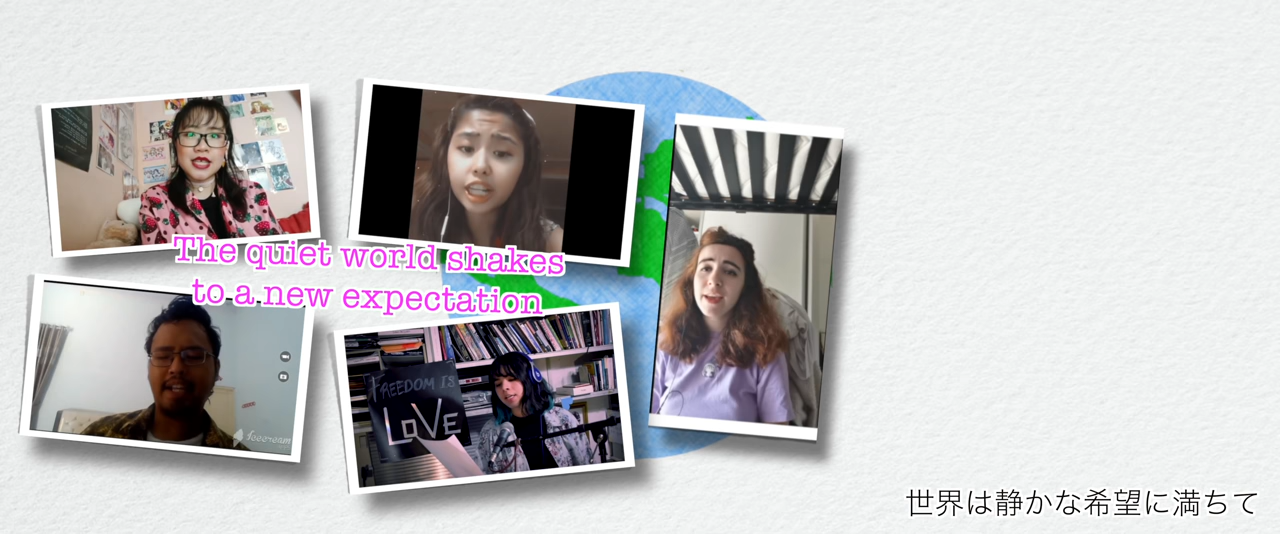 The quiet world shakes
to a new expectation
FREEDOM IS
LOVE
世界は静かな希望に満ちて